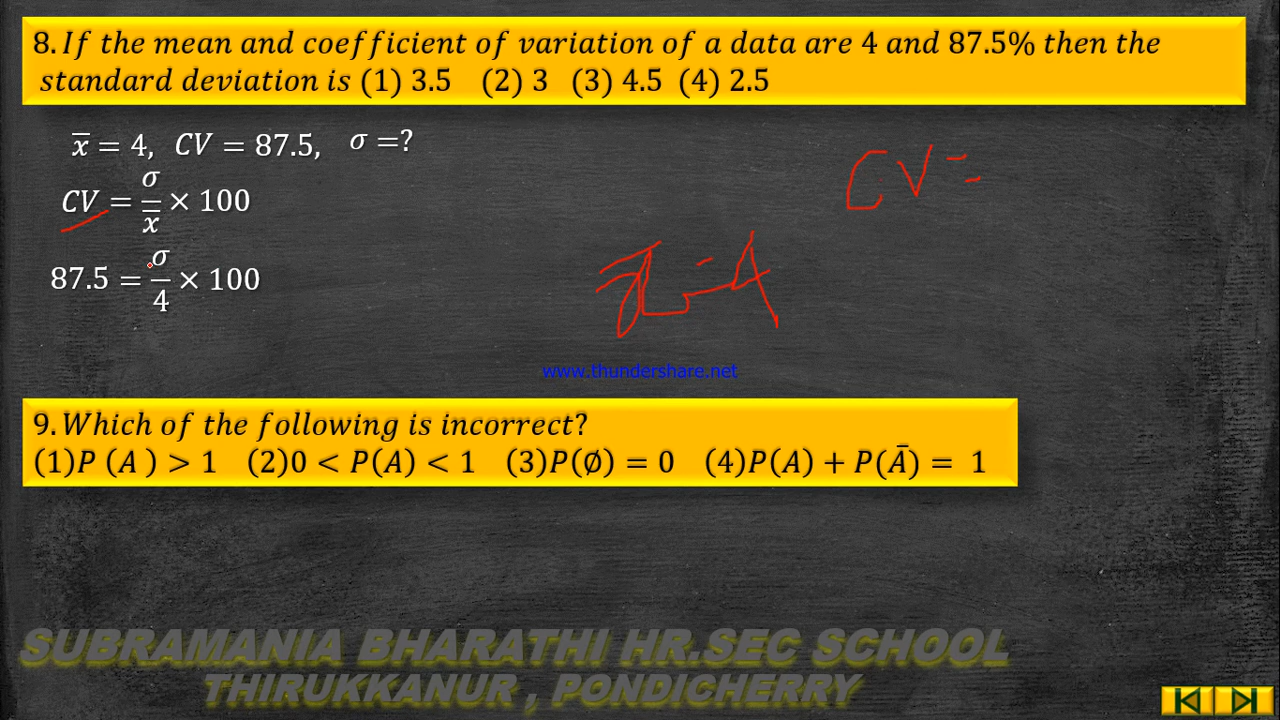 8. If the mean and coefficient of variation of a data are 4 and 87.5% then the
standard deviation is (1) 3.5 (2) 3 (3) 4.5 (4) 2.5
x̅ = 4, CV = 87.5, σ =?
CV = σ/x̅ × 100
CV =
87.5 = σ/4 × 100
x̅ = 4
www.thundershare.net
9. Which of the following is incorrect?
(1)P (A ) > 1 (2)0 < P(A) < 1 (3)P(∅) = 0 (4)P(A) + P(A̅) = 1
SUBRAMANIA BHARATHI HR.SEC SCHOOL
THIRUKKANUR , PONDICHERRY